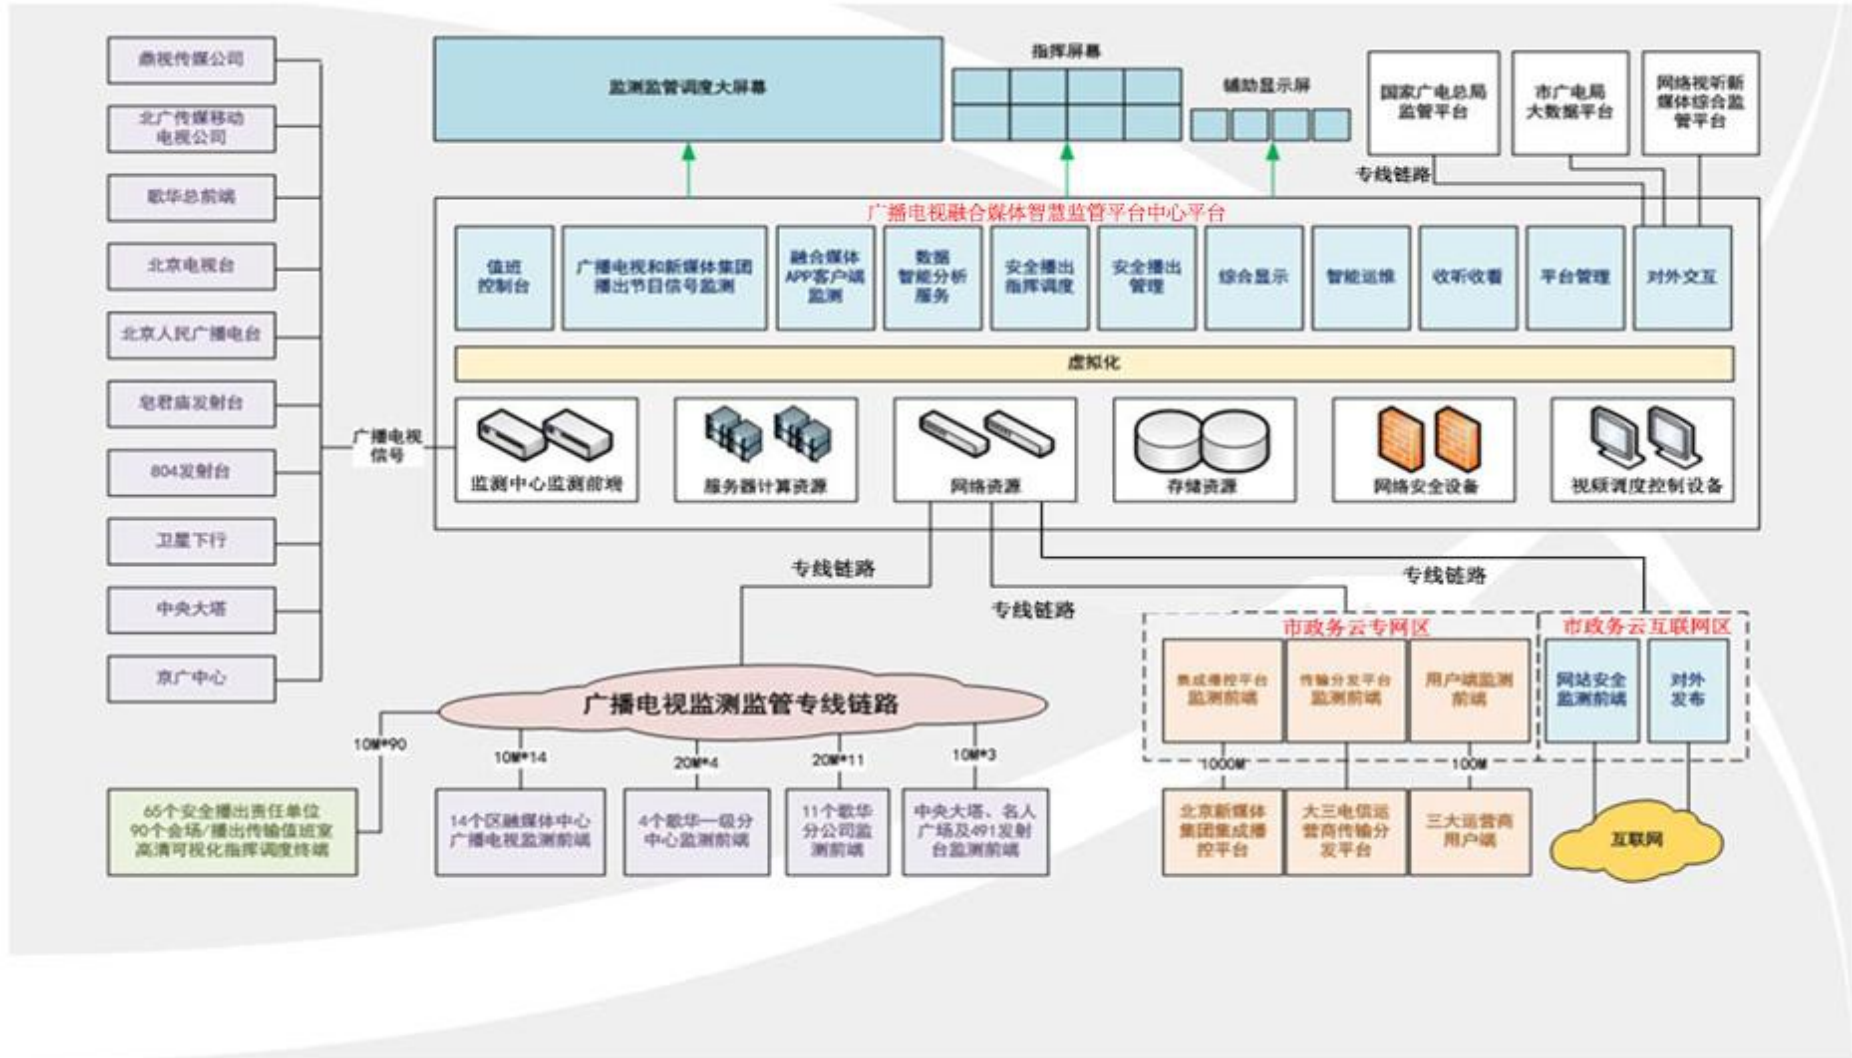 鼎视传媒公司
北广传媒移动
电视公司
歌华总前端
北京电视台
北京人民广播电台
皂君庙发射台
804发射台
卫星下行
中央大塔
京广中心
广播电视
信号
监测监管调度大屏幕
指挥屏幕
辅助显示屏
国家广电总局
监管平台
市广电局
大数据平台
网络视听新
媒体综合监
管平台
专线链路
广播电视融合媒体智慧监管平台中心平台
值班
控制台
广播电视和新媒体集团
播出节目信号监测
融合媒体
APP客户端
监测
数据
智能分析
服务
安全播出
指挥调度
安全播出
管理
综合显示
智能运维
收听收看
平台管理
对外交互
虚拟化
监测中心监测前端
服务器计算资源
网络资源
存储资源
网络安全设备
视频调度控制设备
专线链路
专线链路
专线链路
广播电视监测监管专线链路
10M*90
10M*14
20M*4
20M*11
10M*3
65个安全播出责任单位
90个会场/播出传输值班室
高清可视化指挥调度终端
14个区融媒体中心
广播电视监测前端
4个歌华一级分
中心监测前端
11个歌华
分公司监
测前端
中央大塔、名人
广场及491发射
台监测前端
市政务云专网区
市政务云互联网区
集成播控平台
监测前端
传输分发平台
监测前端
用户端监测
前端
网站安全
监测前端
对外
发布
1000M
100M
北京新媒体
集团集成播
控平台
大三电信运
营商传输分
发平台
三大运营商
用户端
互联网